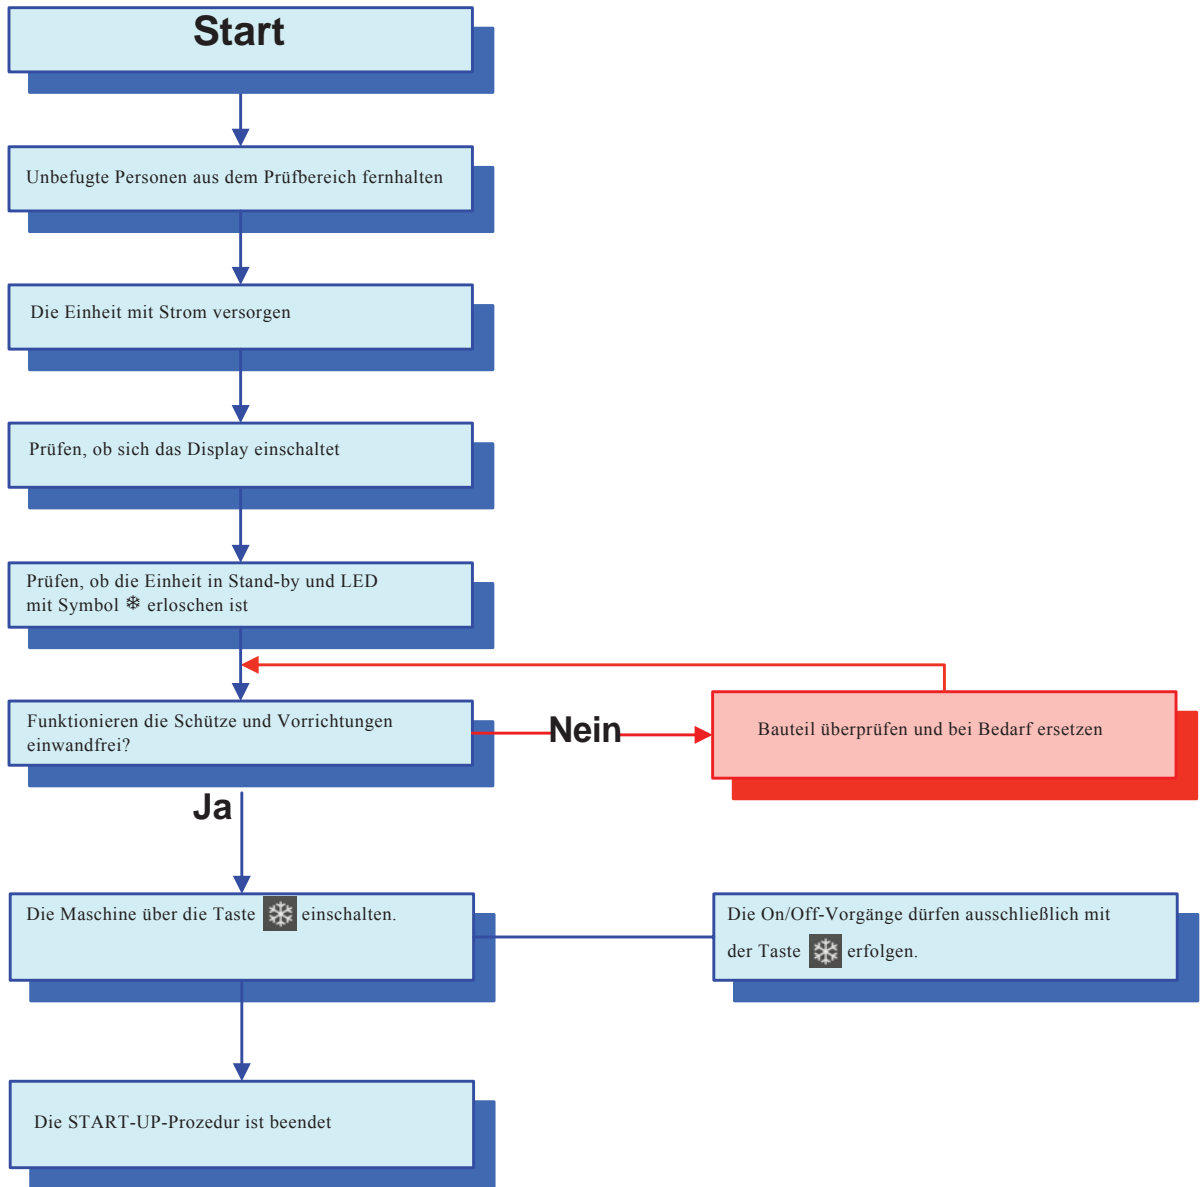 Start
Unbefugte Personen aus dem Prüfbereich fernhalten
Die Einheit mit Strom versorgen
Prüfen, ob sich das Display einschaltet
Prüfen, ob die Einheit in Stand-by und LED
mit Symbol ❄ erloschen ist
Funktionieren die Schütze und Vorrichtungen
einwandfrei?
Nein
Bauteil überprüfen und bei Bedarf ersetzen
Ja
Die Maschine über die Taste ❄ einschalten.
Die On/Off-Vorgänge dürfen ausschließlich mit
der Taste ❄ erfolgen.
Die START-UP-Prozedur ist beendet